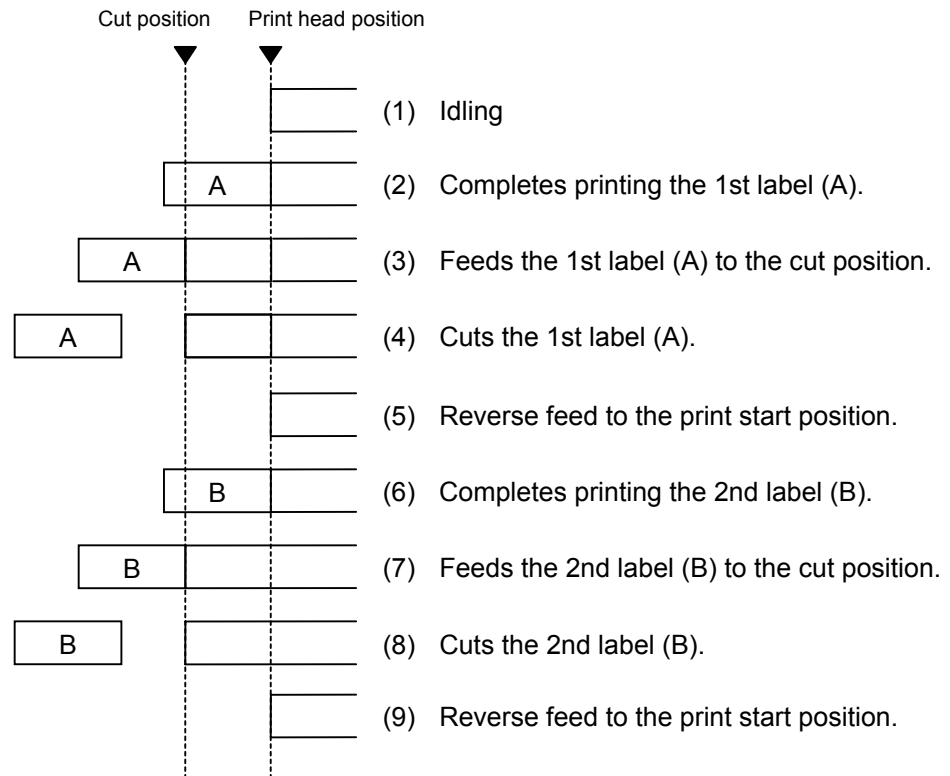 Cut position Print head position
(1) Idling
A (2) Completes printing the 1st label (A).
A (3) Feeds the 1st label (A) to the cut position.
A (4) Cuts the 1st label (A).
(5) Reverse feed to the print start position.
B (6) Completes printing the 2nd label (B).
B (7) Feeds the 2nd label (B) to the cut position.
B (8) Cuts the 2nd label (B).
(9) Reverse feed to the print start position.